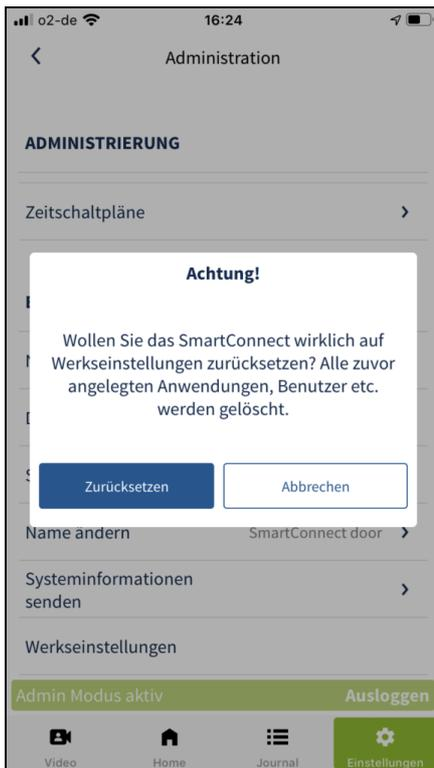 o2-de 16:24
Administration
ADMINISTRIERUNG
Zeitschaltpläne
Achtung!
Wollen Sie das SmartConnect wirklich auf
Werkseinstellungen zurücksetzen? Alle zuvor
angelegten Anwendungen, Benutzer etc.
werden gelöscht.
Zurücksetzen Abbrechen
Name ändern SmartConnect door
Systeminformationen
senden
Werkseinstellungen
Admin Modus aktiv Ausloggen
Video Home Journal Einstellungen